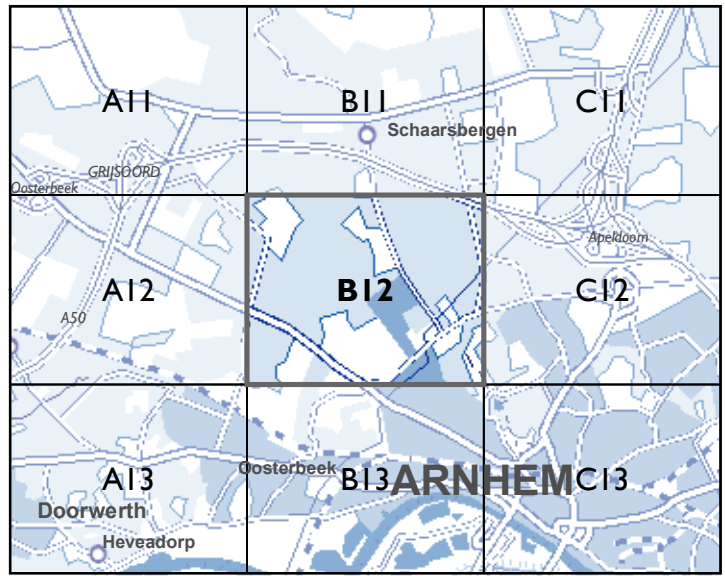 A11
B11
C11
Schaarsbergen
GRIJSOORD
Oosterbeek
Apeldoorn
A12
B12
C12
A50
Oosterbeek
A13
B13
ARNHEM
C13
Doorwerth
Heveadorp